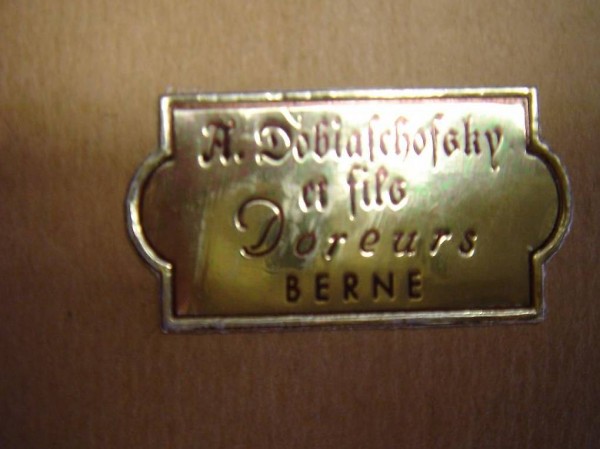 A. Dobiaschofsky
et fils
Doreurs
BERNE